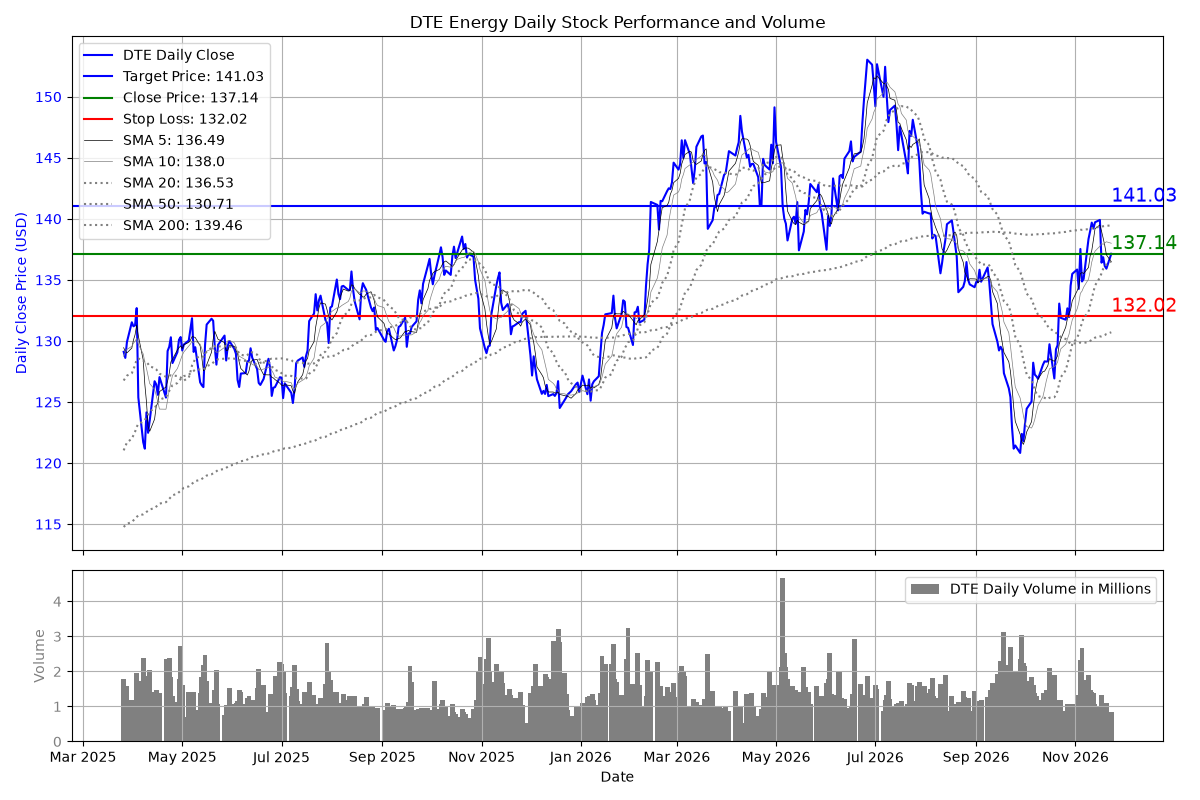 DTE Energy Daily Stock Performance and Volume
Daily Close Price (USD)
150
145
140
135
130
125
120
115
DTE Daily Close
Target Price: 141.03
Close Price: 137.14
Stop Loss: 132.02
SMA 5: 136.49
SMA 10: 138.0
SMA 20: 136.53
SMA 50: 130.71
SMA 200: 139.46
141.03
137.14
132.02
Volume
4
3
2
1
0
DTE Daily Volume in Millions
Mar 2025 May 2025 Jul 2025 Sep 2025 Nov 2025 Jan 2026 Mar 2026 May 2026 Jul 2026 Sep 2026 Nov 2026
Date